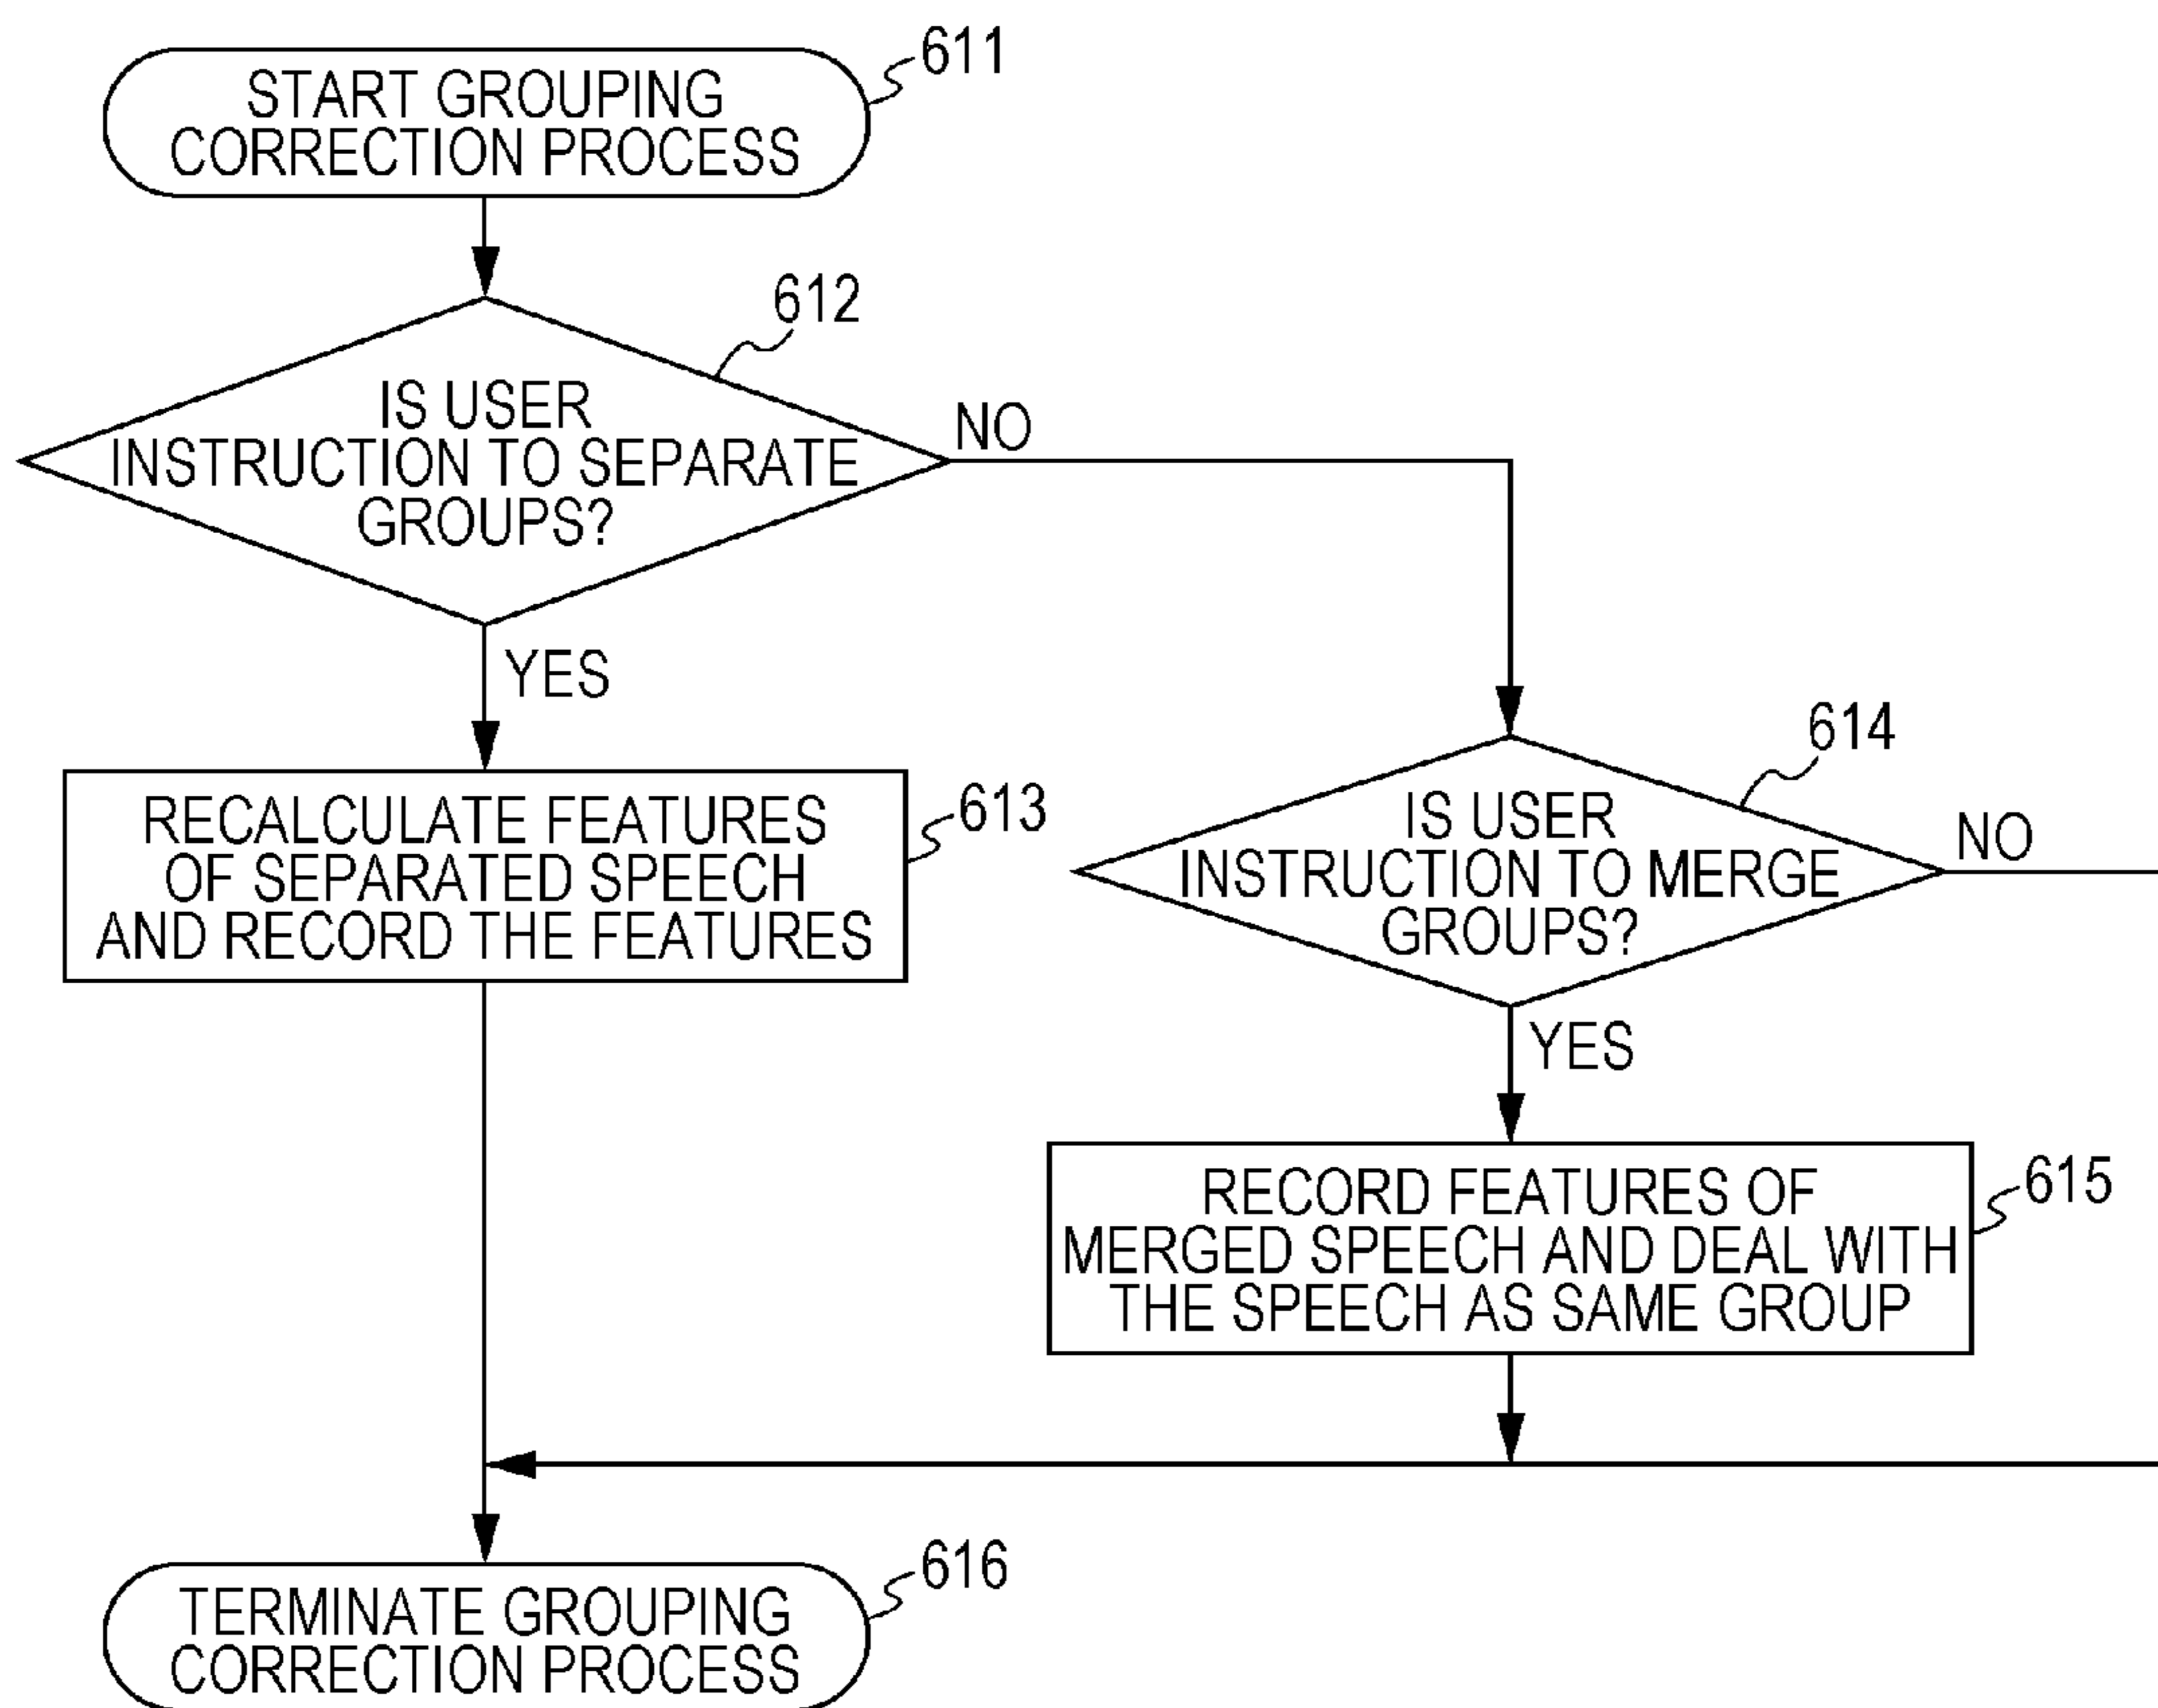 START GROUPING
CORRECTION PROCESS
611
612
IS USER
INSTRUCTION TO SEPARATE
GROUPS?
NO
YES
RECALCULATE FEATURES
OF SEPARATED SPEECH
AND RECORD THE FEATURES
613
614
IS USER
INSTRUCTION TO MERGE
GROUPS?
NO
YES
RECORD FEATURES OF
MERGED SPEECH AND DEAL WITH
THE SPEECH AS SAME GROUP
615
TERMINATE GROUPING
CORRECTION PROCESS
616